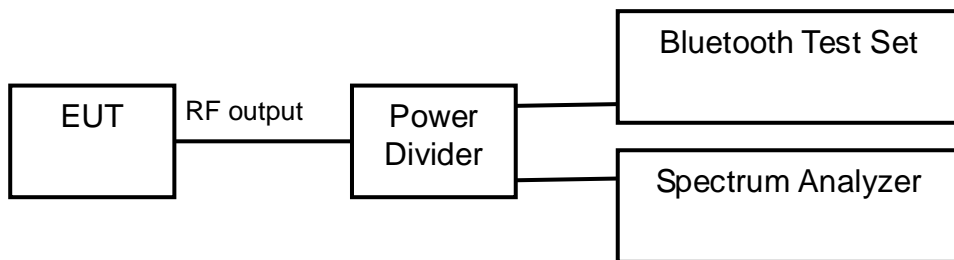 EUT
RF output
Power
Divider
Bluetooth Test Set
Spectrum Analyzer